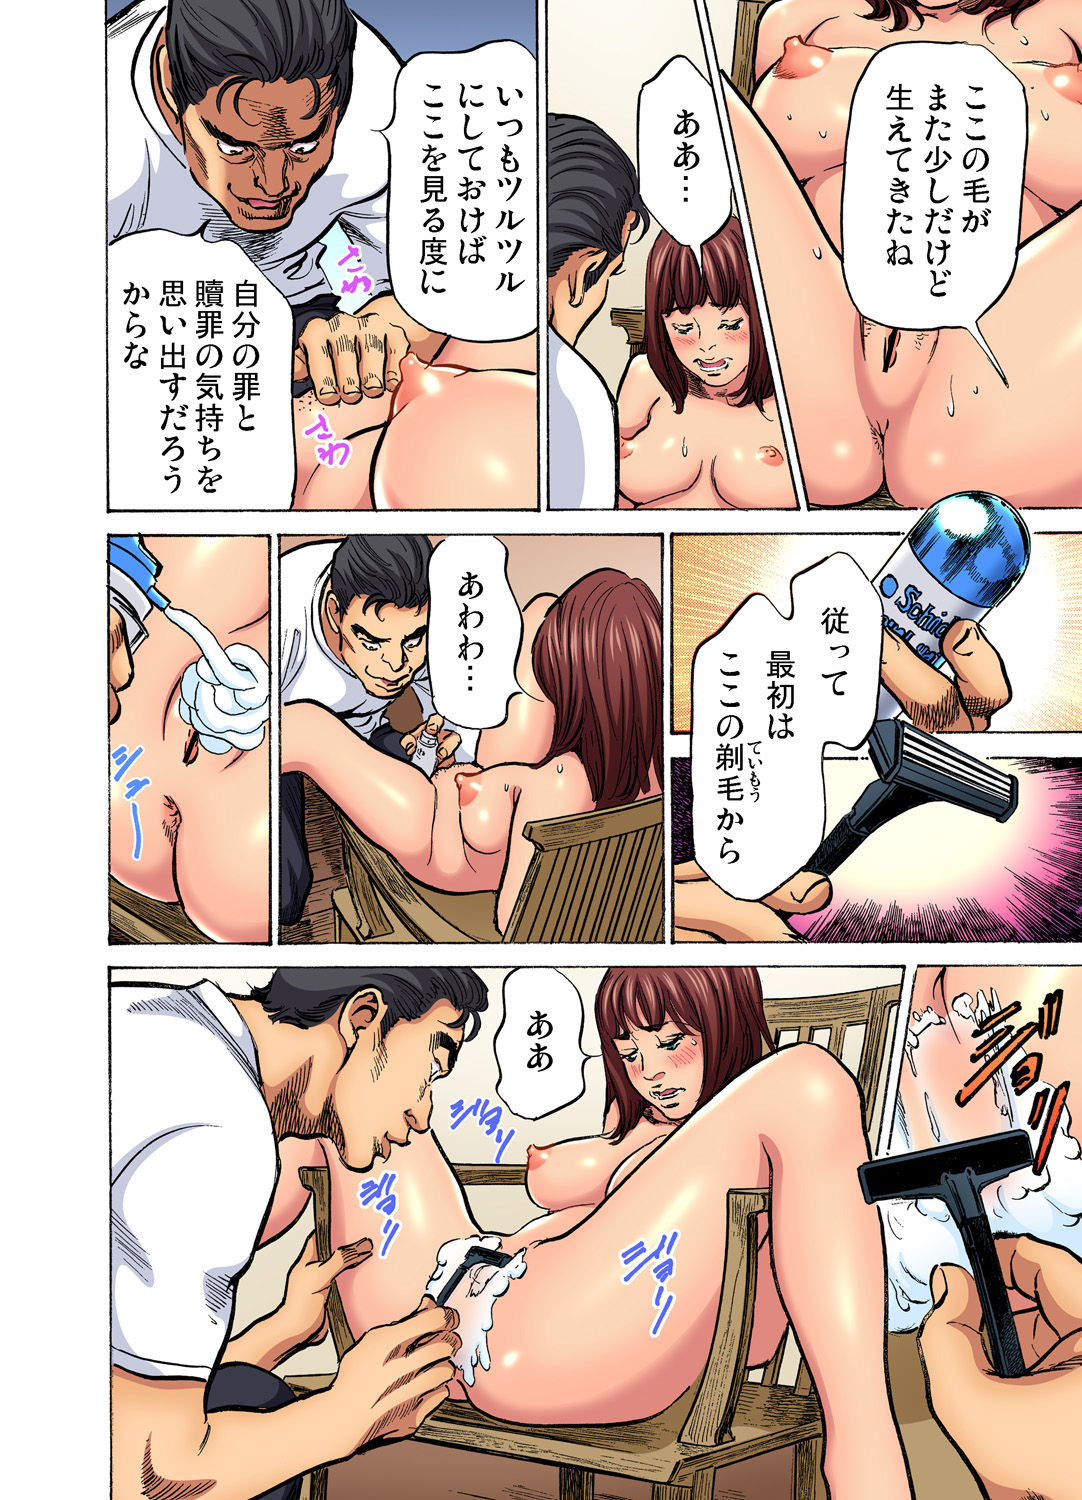 ここの毛が
また少しだけど
生えてきたね
ああ…
いつもツルツル
にしておけば
ここを見る度に
さわ
さわ
自分の罪と
贖罪の気持ちを
思い出すだろう
からな
従って
最初は
ここの剃毛から
ていもう
Schi
あわわ…
ジョリ
ああ
ジョリ
ジョリ
ジョリ